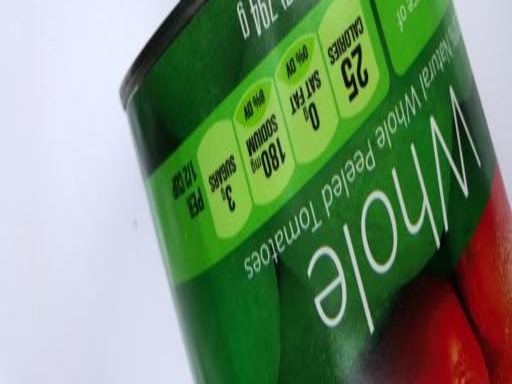 Whole
Natural Whole Peeled Tomatoes
25
CALORIES
0g
SAT FAT
0% DV
180mg
SODIUM
8% DV
3g
SUGARS
PER
1/2 CUP
794 g